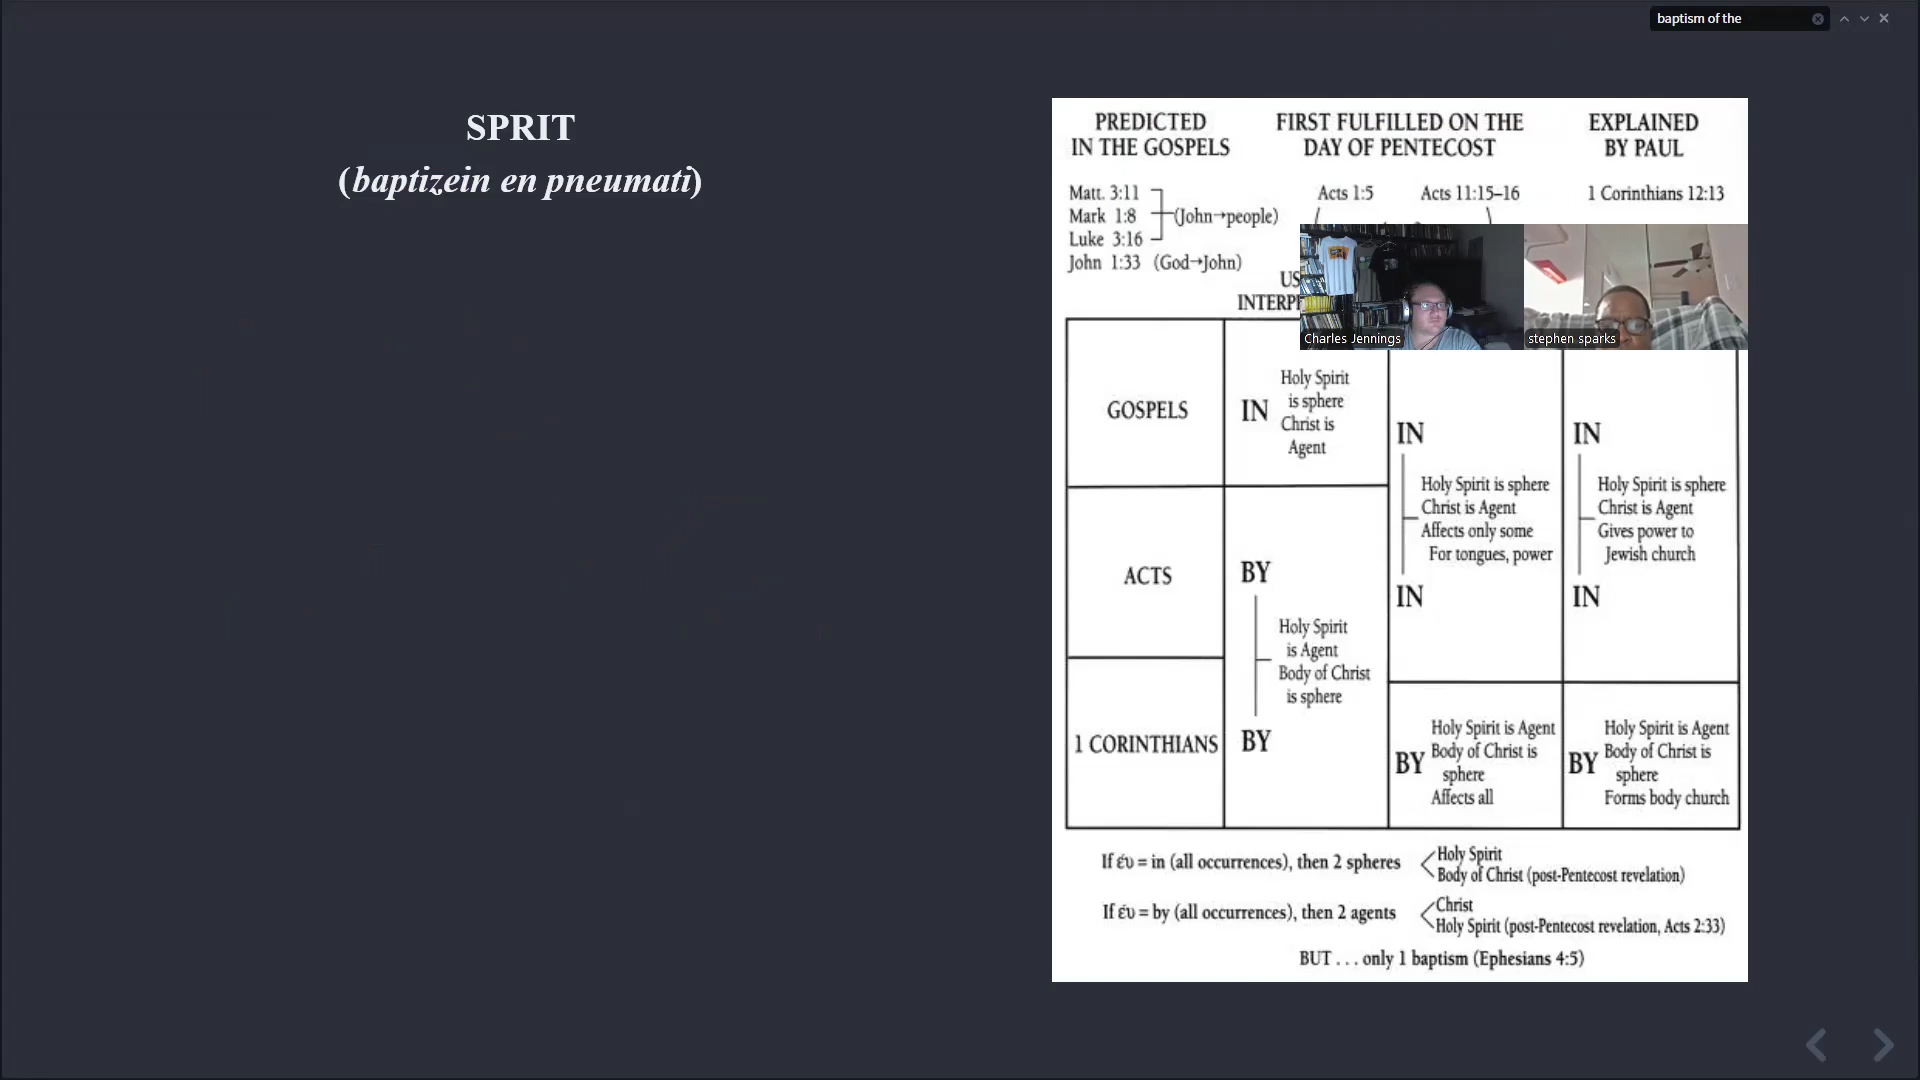 baptism of the
SPRIT
(baptizein en pneumati)
PREDICTED
IN THE GOSPELS
FIRST FULFILLED ON THE
DAY OF PENTECOST
EXPLAINED
BY PAUL
Matt. 3:11
Mark 1:8
Luke 3:16
(John→people)
John 1:33 (God→John)
Acts 1:5
Acts 11:15–16
1 Corinthians 12:13
Charles Jennings
stephen sparks
GOSPELS
IN
Holy Spirit
is sphere
Christ is
Agent
ACTS
1 CORINTHIANS
BY
Holy Spirit
is Agent
Body of Christ
is sphere
BY
IN
Holy Spirit is sphere
Christ is Agent
Affects only some
For tongues, power
IN
BY
Holy Spirit is Agent
Body of Christ is
sphere
Affects all
IN
Holy Spirit is sphere
Christ is Agent
Gives power to
Jewish church
IN
BY
Holy Spirit is Agent
Body of Christ is
sphere
Forms body church
If ἐυ = in (all occurrences), then 2 spheres
Holy Spirit
Body of Christ (post-Pentecost revelation)
If ἐυ = by (all occurrences), then 2 agents
Christ
Holy Spirit (post-Pentecost revelation, Acts 2:33)
BUT . . . only 1 baptism (Ephesians 4:5)